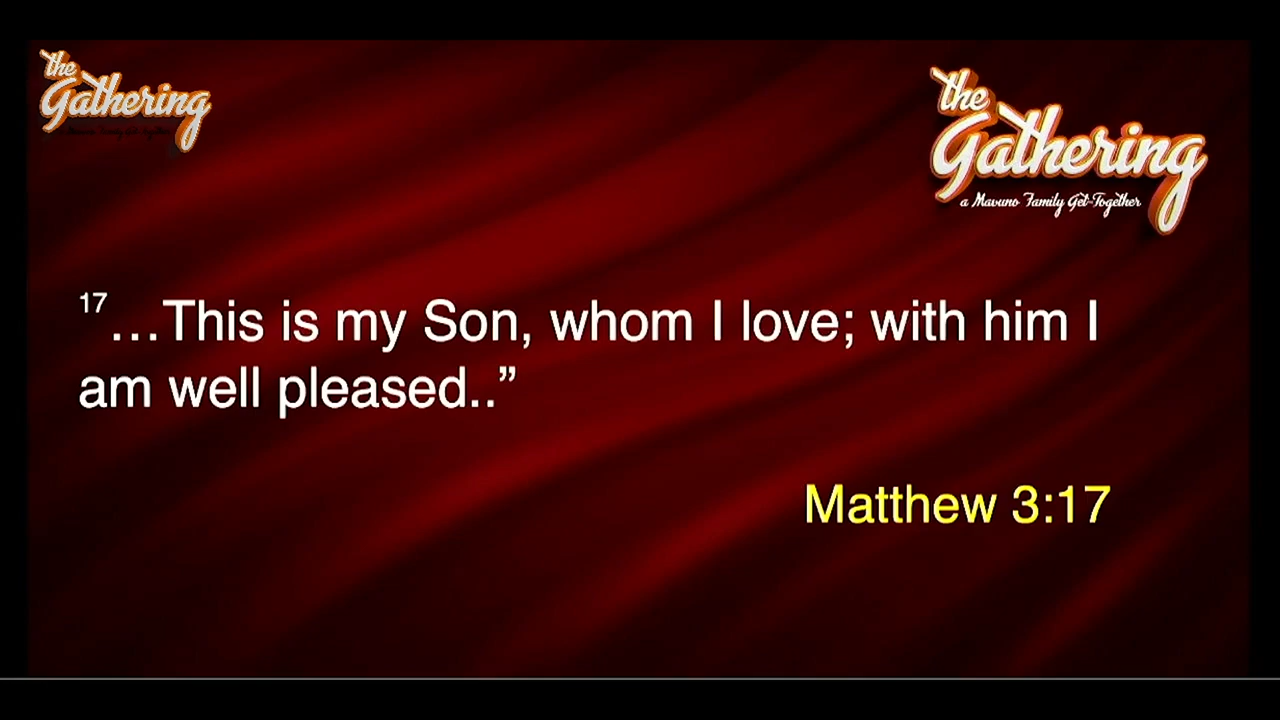 the
Gathering
the
Gathering
a Mavuno Family Get-Together
17…This is my Son, whom I love; with him I
am well pleased..”
Matthew 3:17